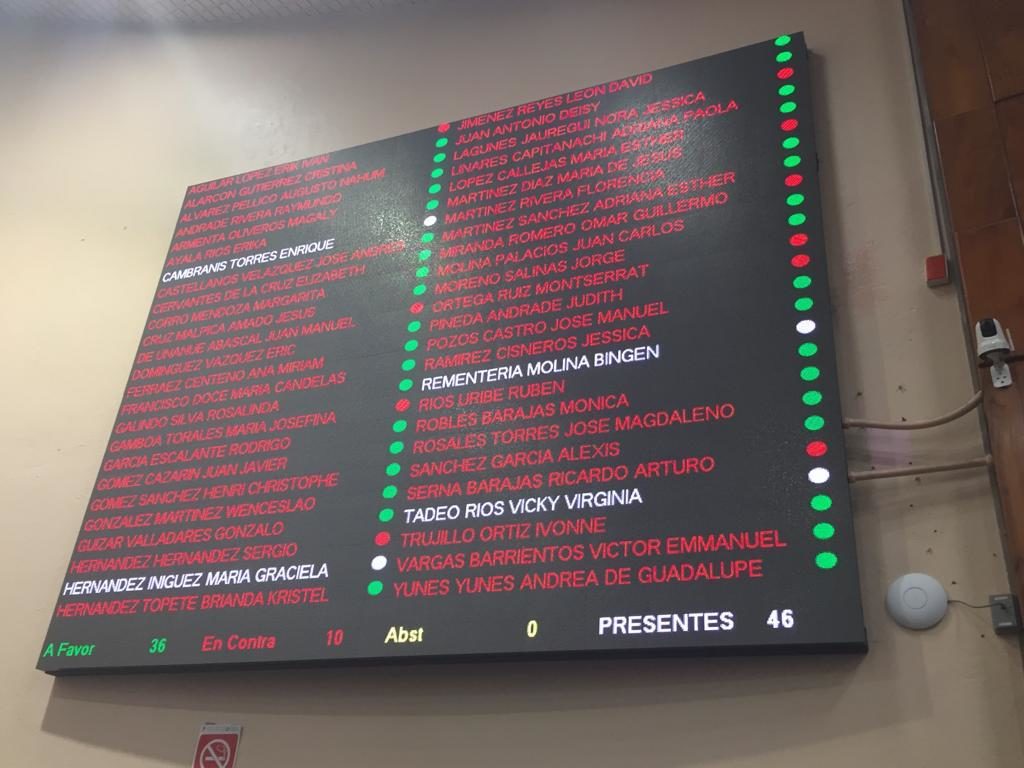 AGUILAR LOPEZ ERIK IVAN
ALARCON GUTIERREZ CRISTINA
ALVAREZ PELLICO AUGUSTO NAHUM
ANDRADE RIVERA RAYMUNDO
ARMENTA OLIVEROS MAGALY
AYALA RIOS ERIKA
CAMBRANIS TORRES ENRIQUE
CASTELLANOS VELAZQUEZ JOSE ANDRES
CERVANTES DE LA CRUZ ELIZABETH
CORRO MENDOZA MARGARITA
CRUZ MALPICA AMADO JESUS
DE UNANUE ABASCAL JUAN MANUEL
DOMINGUEZ VAZQUEZ ERIC
FERRAEZ CENTENO ANA MIRIAM
FRANCISCO DOCE MARIA CANDELAS
GALINDO SILVA ROSALINDA
GAMBOA TORALES MARIA JOSEFINA
GARCIA ESCALANTE RODRIGO
GOMEZ CAZARIN JUAN JAVIER
GOMEZ SANCHEZ HENRI CHRISTOPHE
GONZALEZ MARTINEZ WENCESLAO
GUIZAR VALLADARES GONZALO
HERNANDEZ HERNANDEZ SERGIO
HERNANDEZ INIGUEZ MARIA GRACIELA
HERNANDEZ TOPETE BRIANDA KRISTEL
JIMENEZ REYES LEON DAVID
JUAN ANTONIO DEISY
LAGUNES JAUREGUI NORA JESSICA
LINARES CAPITANACHI ADRIANA PAOLA
LOPEZ CALLEJAS MARIA ESTHER
MARTINEZ DIAZ MARIA DE JESUS
MARTINEZ RIVERA FLORENCIA
MARTINEZ SANCHEZ ADRIANA ESTHER
MIRANDA ROMERO OMAR GUILLERMO
MOLINA PALACIOS JUAN CARLOS
MORENO SALINAS JORGE
ORTEGA RUIZ MONTSERRAT
PINEDA ANDRADE JUDITH
POZOS CASTRO JOSE MANUEL
RAMIREZ CISNEROS JESSICA
REMENTERIA MOLINA BINGEN
RIOS URIBE RUBEN
ROBLES BARAJAS MONICA
ROSALES TORRES JOSE MAGDALENO
SANCHEZ GARCIA ALEXIS
SERNA BARAJAS RICARDO ARTURO
TADEO RIOS VICKY VIRGINIA
TRUJILLO ORTIZ IVONNE
VARGAS BARRIENTOS VICTOR EMMANUEL
YUNES YUNES ANDREA DE GUADALUPE
A Favor 36 En Contra 10 Abst 0 PRESENTES 46